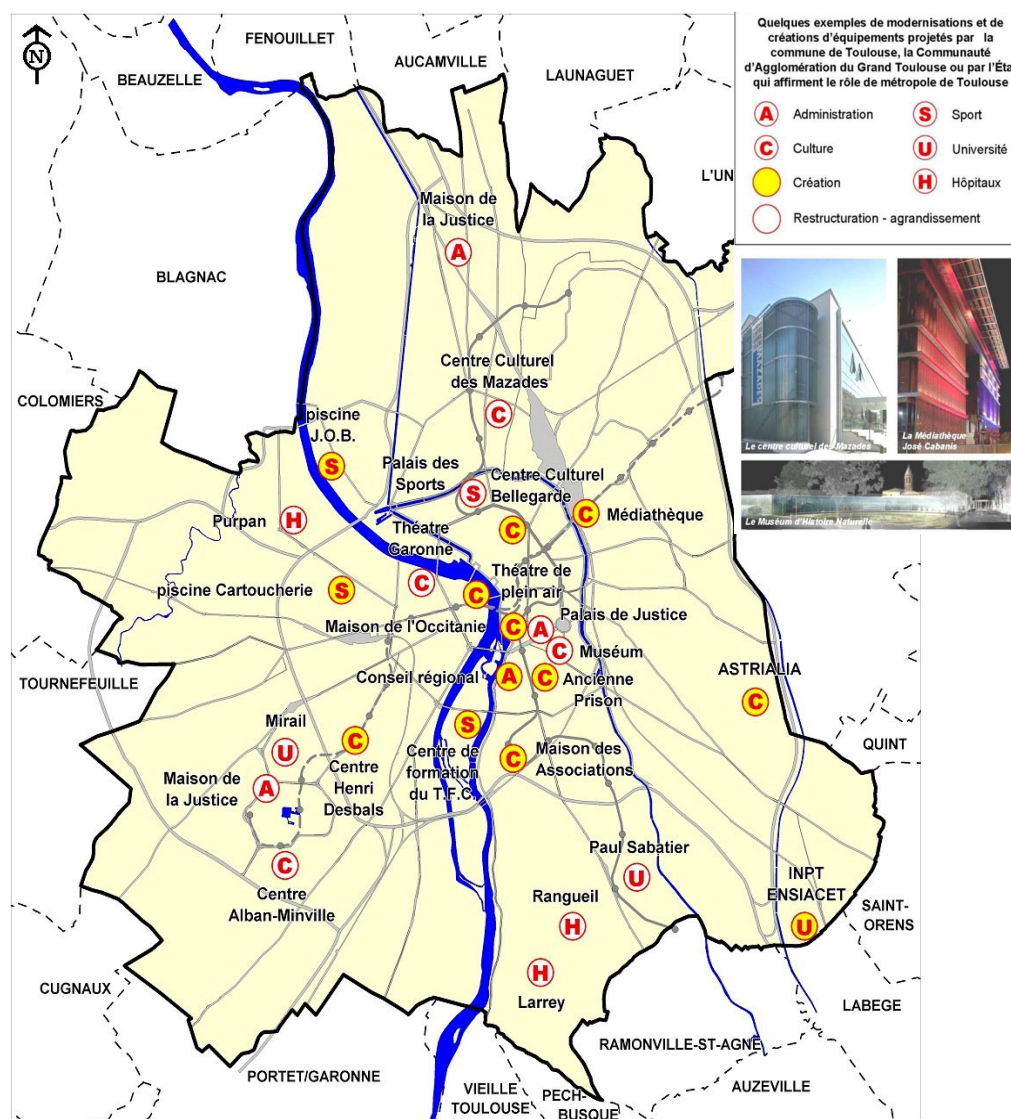 N
FENOUILLET
BEAUZELLE
AUCAMVILLE
LAUNAGUET
L'UN
BLAGNAC
COLOMIERS
TOURNEFEUILLE
CUGNAUX
PORTET/GARONNE
VIEILLE
TOULOUSE
PECH-
BUSQUE
RAMONVILLE-ST-AGNE
AUZEVILLE
LABEGE
SAINT-
ORENS
QUINT
Quelques exemples de modernisations et de
créations d'équipements projetés par la
commune de Toulouse, la Communauté
d'Agglomération du Grand Toulouse ou par l'Éta
qui affirment le rôle de métropole de Toulouse
A Administration
S Sport
C Culture
U Université
Création
H Hôpitaux
Restructuration - agrandissement
MAZADES
Le centre culturel des Mazades
La Médiathèque
José Cabanis
Le Muséum d'Histoire Naturelle
Maison de
la Justice
A
Centre Culturel
des Mazades
C
piscine
J.O.B.
S
Palais des
Sports
S
Centre Culturel
Bellegarde
C
C
Médiathèque
Purpan
H
Théatre
Garonne
C
piscine Cartoucherie
S
Théatre de
plein air
C
Maison de l'Occitanie
C
A
Palais de Justice
C
Muséum
Conseil régional
A
C
Ancienne
Prison
ASTRIALIA
C
Mirail
U
C
Centre
Henri
Desbals
S
Centre de
formation
du T.F.C.
C
Maison des
Associations
Maison de
la Justice
A
C
Centre
Alban-Minville
Paul Sabatier
U
Rangueil
H
H
Larrey
INPT
ENSIACET
U